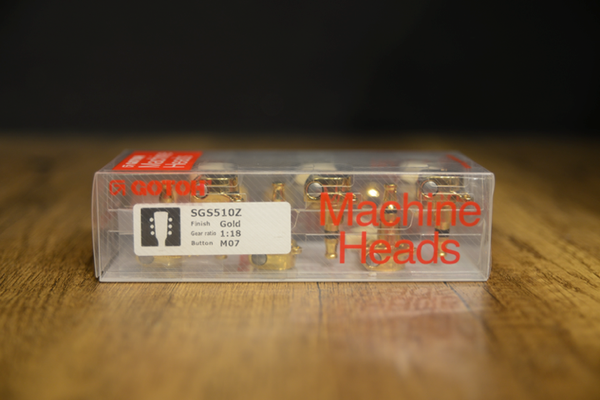 GOTOH
SGS510Z
Finish Gold
Gear ratio 1:18
Button M07
Machine
Heads